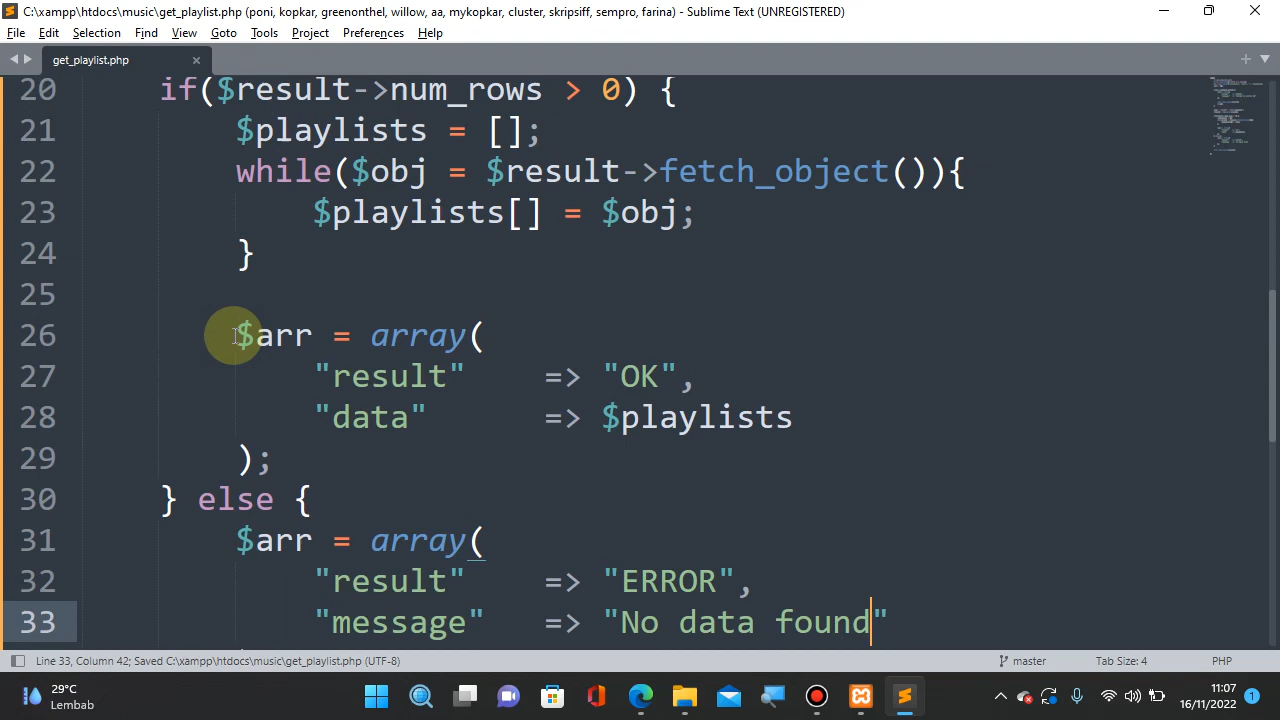 C:\xampp\htdocs\music\get_playlist.php (poni, kopkar, greenonthel, willow, aa, mykopkar, cluster, skripsiff, sempro, farina) - Sublime Text (UNREGISTERED)
File Edit Selection Find View Goto Tools Project Preferences Help
get_playlist.php
20 if($result->num_rows > 0) {
21 $playlists = [];
22 while($obj = $result->fetch_object()){
23 $playlists[] = $obj;
24 }
25
26 $arr = array(
27 "result" => "OK",
28 "data" => $playlists
29 );
30 } else {
31 $arr = array(
32 "result" => "ERROR",
33 "message" => "No data found"
Line 33, Column 42; Saved C:\xampp\htdocs\music\get_playlist.php (UTF-8) master Tab Size: 4 PHP
29°C
Lembab
11:07
16/11/2022
1